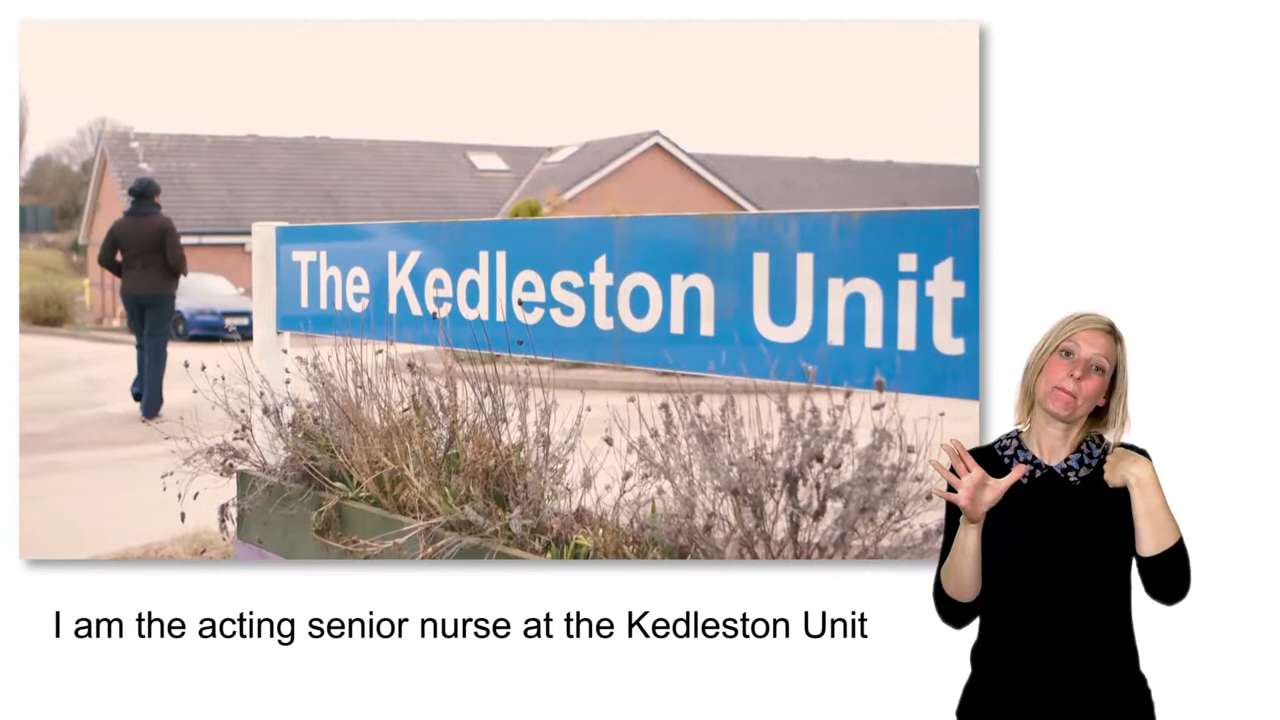 The Kedleston Unit
I am the acting senior nurse at the Kedleston Unit